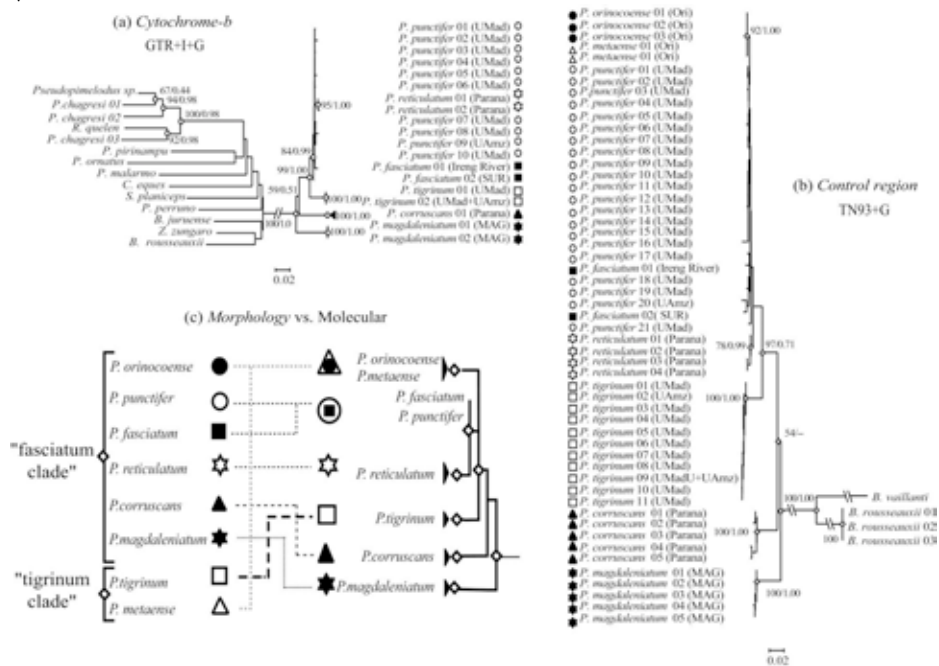 (a) Cytochrome-b
GTR+I+G
Pseudopimelodus sp.
P.chagresi 01
P. chagresi 02
R. quelen
P. chagresi 03
P. pirinampu
P. ornatus
P. malarmo
C. eques
S. planiceps
P. perruno
B. juruense
Z. zungaro
B. rousseauxii
67/0.44
94/0.98
100/0.98
92/0.98
95/1.00
84/0.99
99/1.00
59/0.51
100/1.00
100/1.00
100/1.0
100/1.00
0.02
P. punctifer 01 (UMad)
P. punctifer 02 (UMad)
P. punctifer 03 (UMad)
P. punctifer 04 (UMad)
P. punctifer 05 (UMad)
P. punctifer 06 (UMad)
P. reticulatum 01 (Parana)
P. reticulatum 02 (Parana)
P. punctifer 07 (UMad)
P. punctifer 08 (UMad)
P. punctifer 09 (UAmz)
P. punctifer 10 (UMad)
P. fasciatum 01 (Ireng River)
P. fasciatum 02 (SUR)
P. tigrinum 01 (UMad)
P. tigrinum 02 (UMad+UAmz)
P. corruscans 01 (Parana)
P. magdaleniatum 01 (MAG)
P. magdaleniatum 02 (MAG)
(c) Morphology vs. Molecular
"fasciatum
clade"
P. orinocoense
P. punctifer
P. fasciatum
P. reticulatum
P.corruscans
P.magdaleniatum
"tigrinum
clade"
P.tigrinum
P. metaense
P. orinocoense
P.metaense
P. fasciatum
P. punctifer
P. reticulatum
P.tigrinum
P.corruscans
P.magdaleniatum
(b) Control region
TN93+G
P. orinocoense 01 (Ori)
P. orinocoense 02 (Ori)
P. orinocoense 03 (Ori)
P. metaense 01 (Ori)
P. metaense 01 (Ori)
P. punctifer 01 (UMad)
P. punctifer 02 (UMad)
P. punctifer 03 (UMad)
P. punctifer 04 (UMad)
P. punctifer 05 (UMad)
P. punctifer 06 (UMad)
P. punctifer 07 (UMad)
P. punctifer 08 (UMad)
P. punctifer 09 (UMad)
P. punctifer 10 (UMad)
P. punctifer 11 (UMad)
P. punctifer 12 (UMad)
P. punctifer 13 (UMad)
P. punctifer 14 (UMad)
P. punctifer 15 (UMad)
P. punctifer 16 (UMad)
P. punctifer 17 (UMad)
P. fasciatum 01 (Ireng River)
P. punctifer 18 (UMad)
P. punctifer 19 (UMad)
P. punctifer 20 (UAmz)
P. fasciatum 02( SUR)
P. punctifer 21 (UMad)
P. reticulatum 01 (Parana)
P. reticulatum 02 (Parana)
P. reticulatum 03 (Parana)
P. reticulatum 04 (Parana)
P. tigrinum 01 (UMad)
P. tigrinum 02 (UAmz)
P. tigrinum 03 (UMad)
P. tigrinum 04 (UMad)
P. tigrinum 05 (UMad)
P. tigrinum 06 (UMad)
P. tigrinum 07 (UMad)
P. tigrinum 08 (UMad)
P. tigrinum 09 (UMadU+UAmz)
P. tigrinum 10 (UMad)
P. tigrinum 11 (UMad)
P. corruscans 01 (Parana)
P. corruscans 02 (Parana)
P. corruscans 03 (Parana)
P. corruscans 04 (Parana)
P. corruscans 05 (Parana)
P. magdaleniatum 01 (MAG)
P. magdaleniatum 02 (MAG)
P. magdaleniatum 03 (MAG)
P. magdaleniatum 04 (MAG)
P. magdaleniatum 05 (MAG)
92/1.00
78/0.99
97/0.71
100/1.00
54/--
100/1.00
100/1.00
100/1.00
100
B. vaillanti
B. rousseauxii 01
B. rousseauxii 02
B. rousseauxii 03
0.02